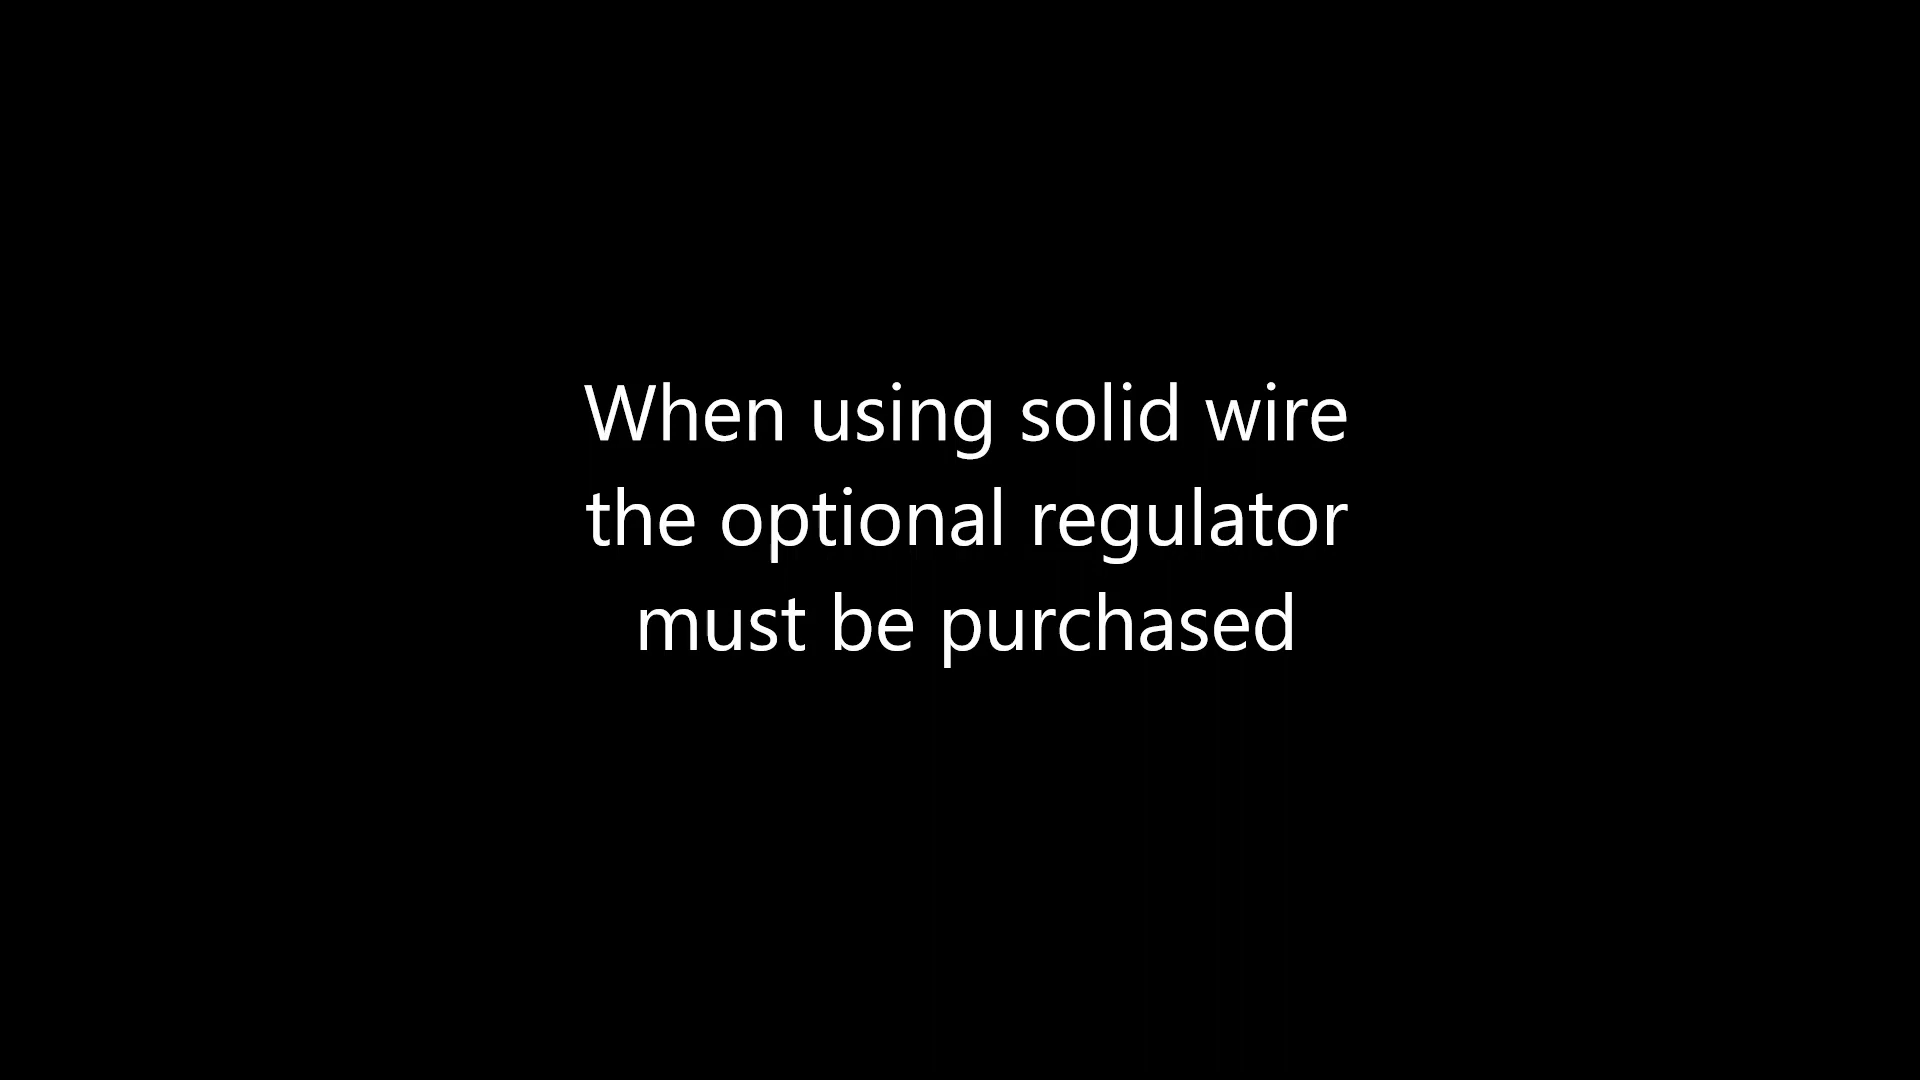 When using solid wire
the optional regulator
must be purchased